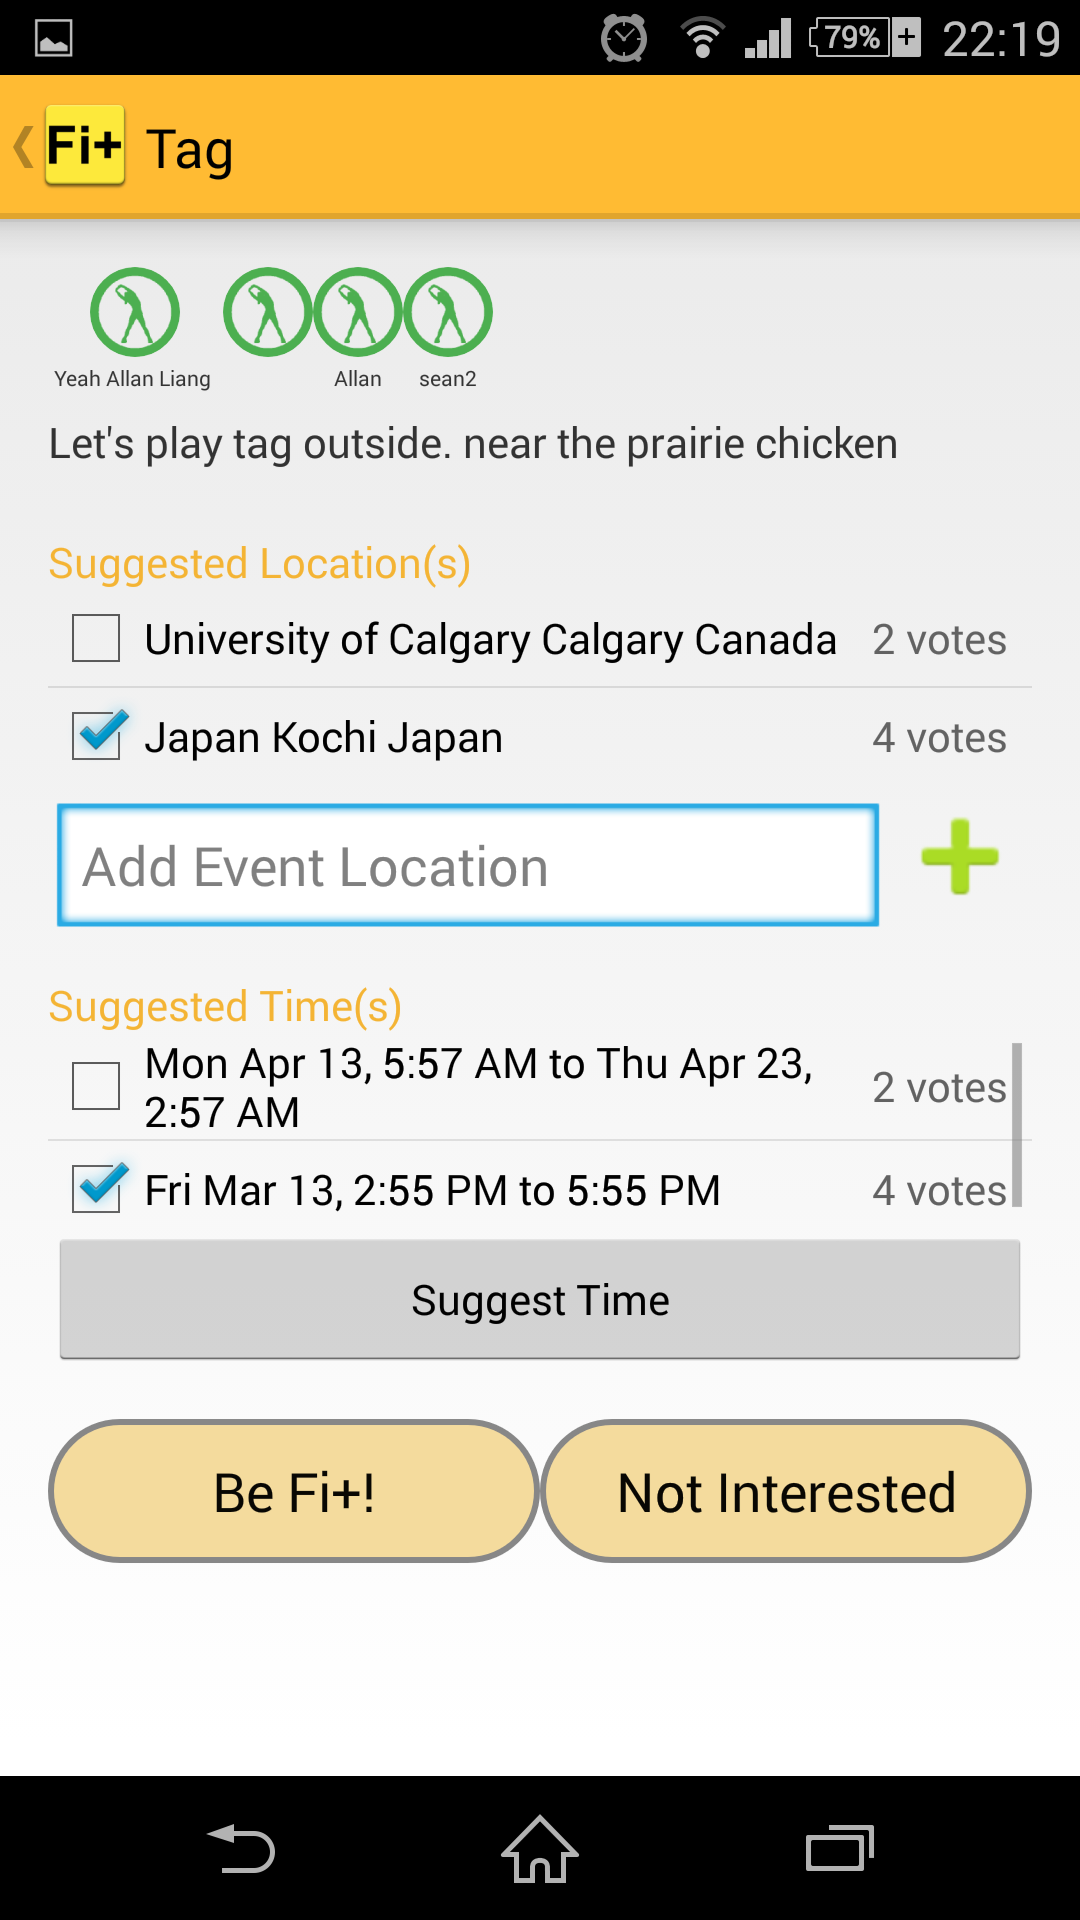 79% 22:19
Fi+ Tag
Yeah Allan Liang Allan sean2
Let's play tag outside. near the prairie chicken
Suggested Location(s)
University of Calgary Calgary Canada 2 votes
Japan Kochi Japan 4 votes
Add Event Location
Suggested Time(s)
Mon Apr 13, 5:57 AM to Thu Apr 23,
2:57 AM 2 votes
Fri Mar 13, 2:55 PM to 5:55 PM 4 votes
Suggest Time
Be Fi+! Not Interested